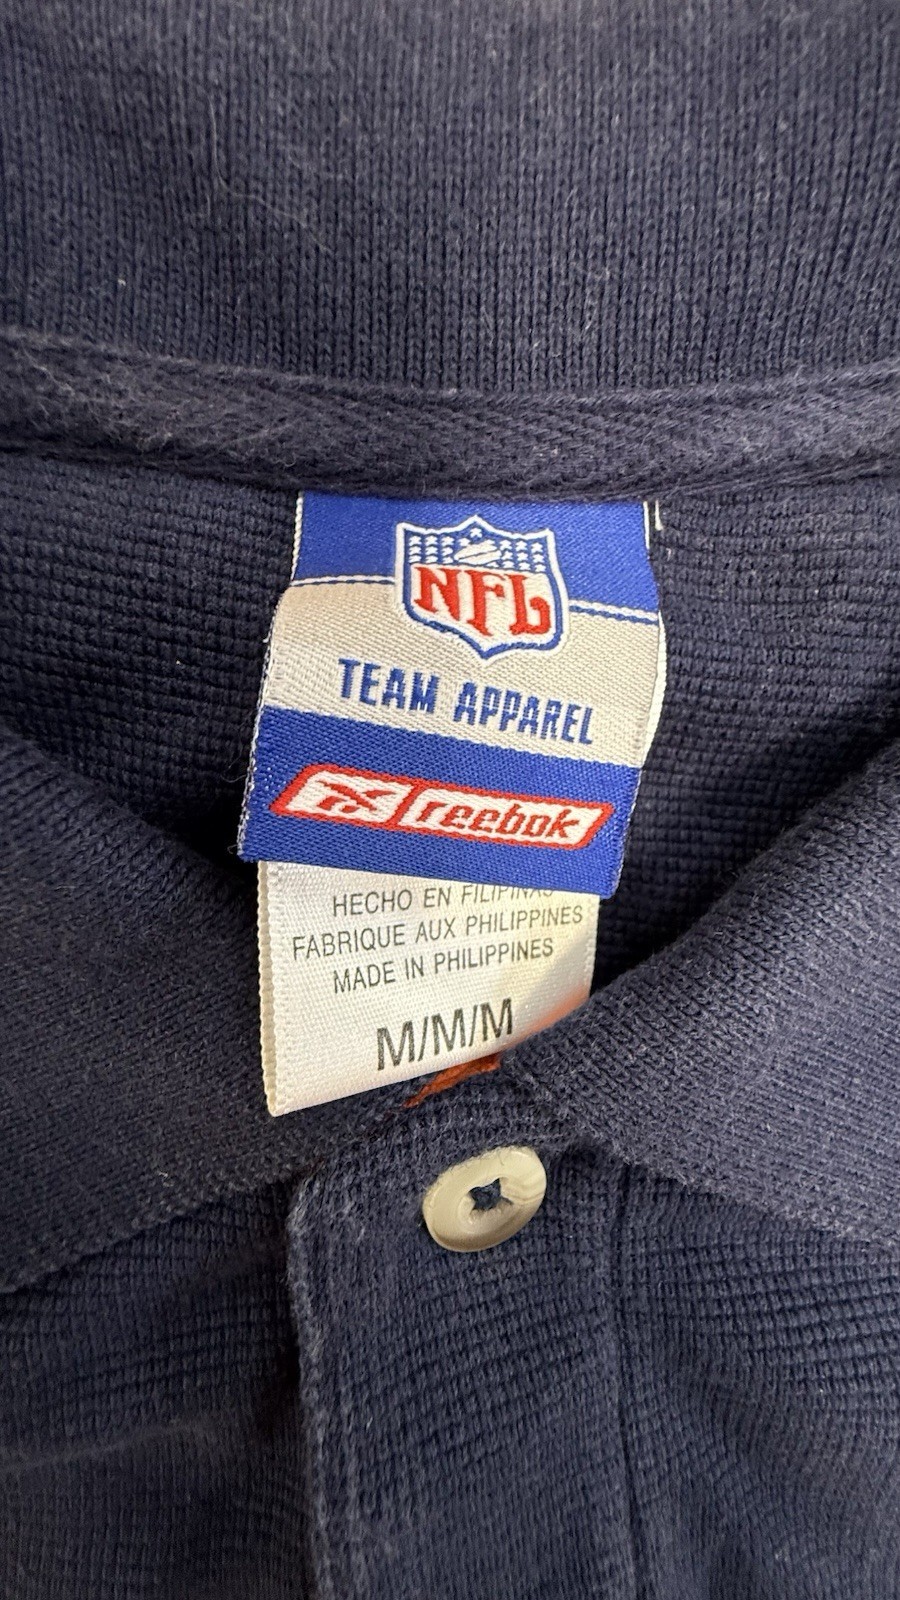 NFL
TEAM APPAREL
reebok
HECHO EN FILIPINAS
FABRIQUE AUX PHILIPPINES
MADE IN PHILIPPINES
M/M/M